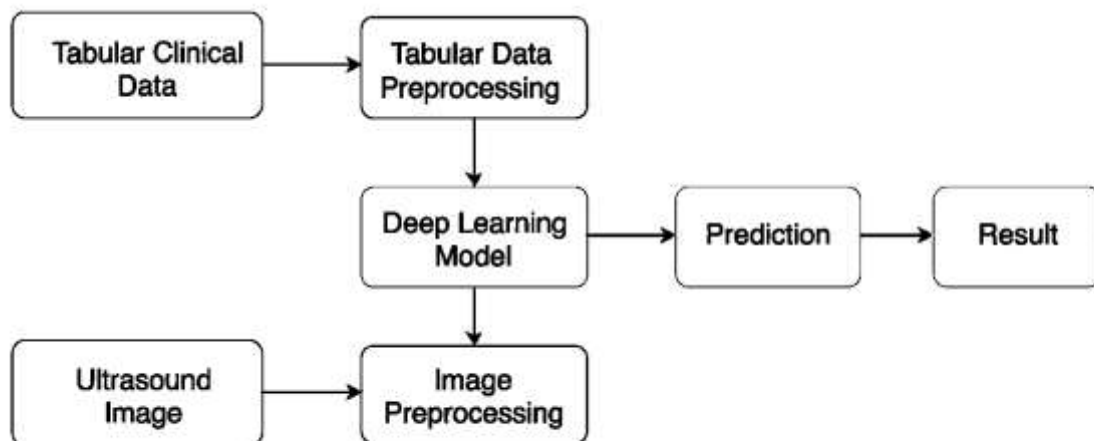 Tabular Clinical
Data
Tabular Data
Preprocessing
Deep Learning
Model
Prediction
Result
Ultrasound
Image
Image
Preprocessing